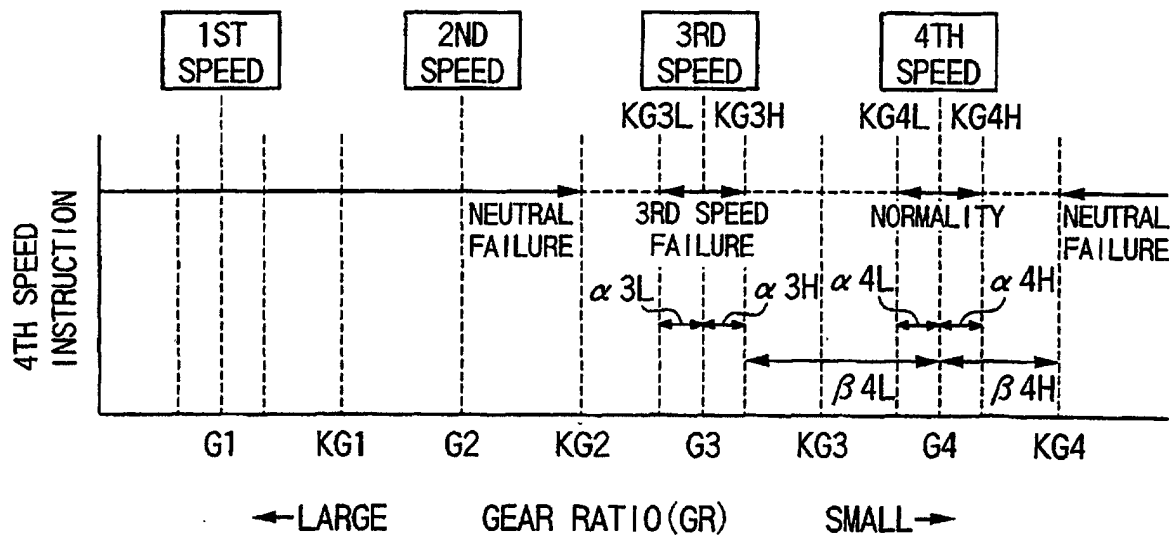 1ST SPEED
2ND SPEED
3RD SPEED
4TH SPEED
KG3L KG3H KG4L KG4H
4TH SPEED INSTRUCTION
NEUTRAL FAILURE
3RD SPEED FAILURE
NORMALITY
NEUTRAL FAILURE
α 3L α 3H α 4L α 4H
β 4L β 4H
G1 KG1 G2 KG2 G3 KG3 G4 KG4
←LARGE GEAR RATIO(GR) SMALL→